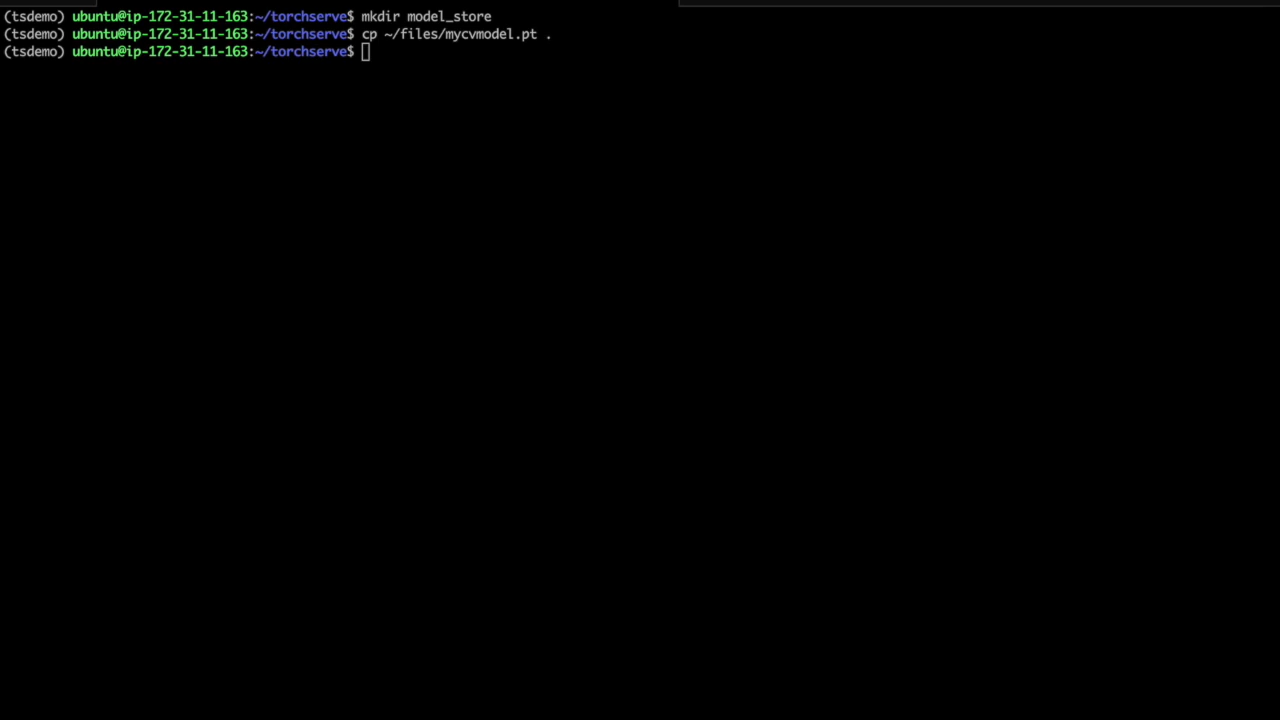 (tsdemo) ubuntu@ip-172-31-11-163:~/torchserve$ mkdir model_store
(tsdemo) ubuntu@ip-172-31-11-163:~/torchserve$ cp ~/files/mycvmodel.pt .
(tsdemo) ubuntu@ip-172-31-11-163:~/torchserve$